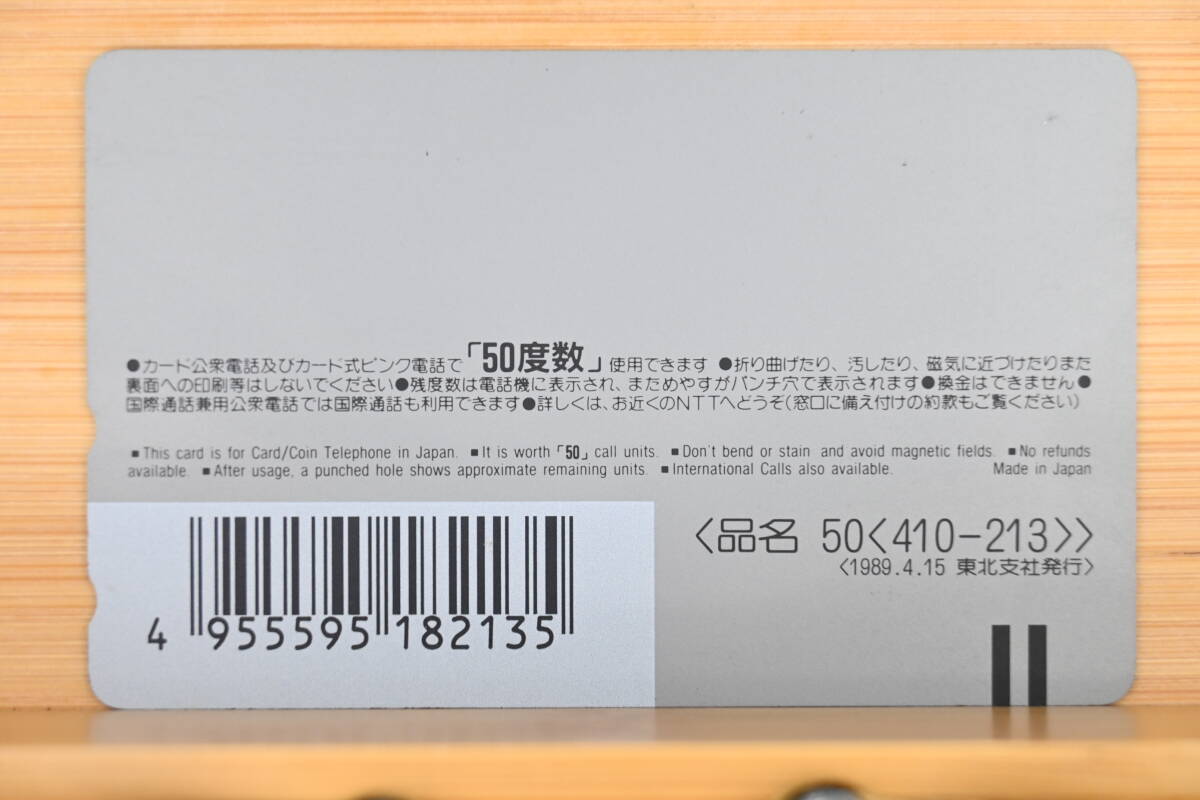 ●カード公衆電話及びカード式ピンク電話で「50度数」使用できます ●折り曲げたり、汚したり、磁気に近づけたりまた
裏面への印刷等はしないでください●残度数は電話機に表示され、まためやすがパンチ穴で表示されます●換金はできません●
国際通話兼用公衆電話では国際通話も利用できます●詳しくは、お近くのNTTへどうぞ(窓口に備え付けの約款もご覧ください)
■This card is for Card/Coin Telephone in Japan. ■It is worth「50」call units. ■Don't bend or stain and avoid magnetic fields. ■No refunds
available. ■After usage, a punched hole shows approximate remaining units. ■International Calls also available. Made in Japan
〈品名 50〈410-213〉〉
〈1989.4.15 東北支社発行〉
4 955595 182135